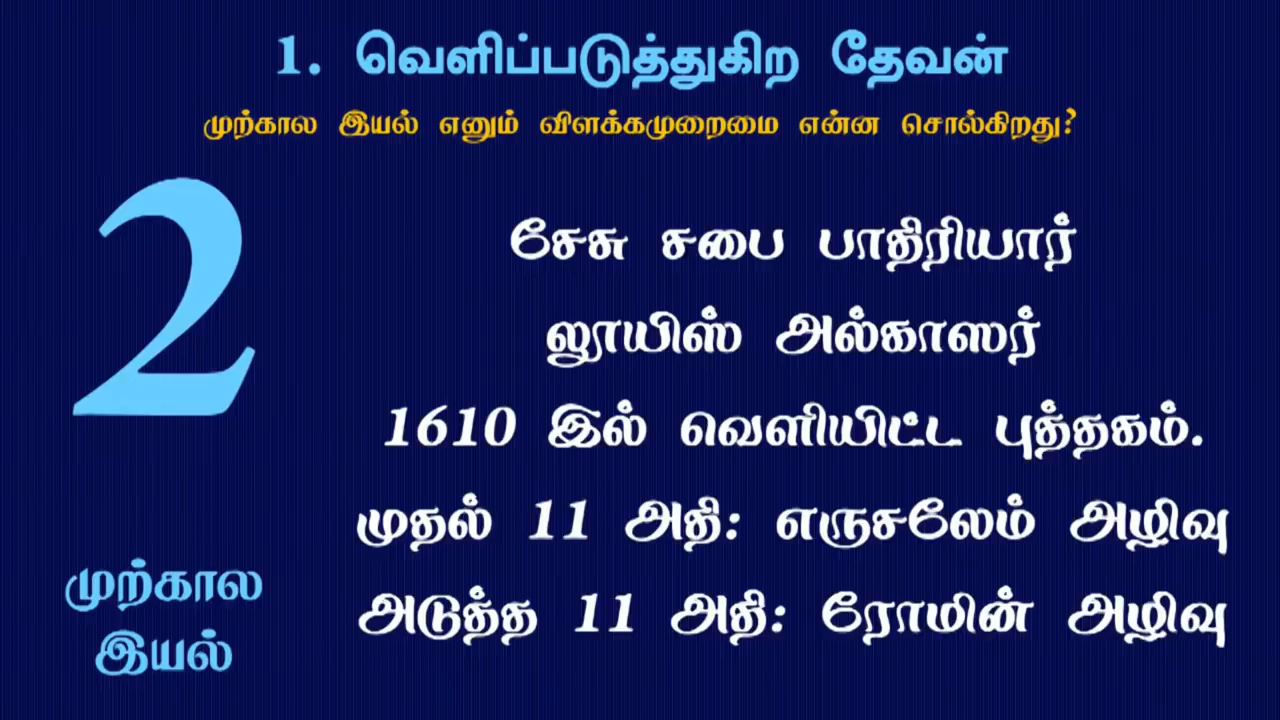 1. வெளிப்படுத்துகிற தேவன்
முற்கால இயல் எனும் விளக்கமுறைமை என்ன சொல்கிறது?
2
சேசு சபை பாதிரியார்
லூயிஸ் அல்காஸர்
1610 இல் வெளியிட்ட புத்தகம்.
முதல் 11 அதி: எருசலேம் அழிவு
அடுத்த 11 அதி: ரோமின் அழிவு
முற்கால
இயல்